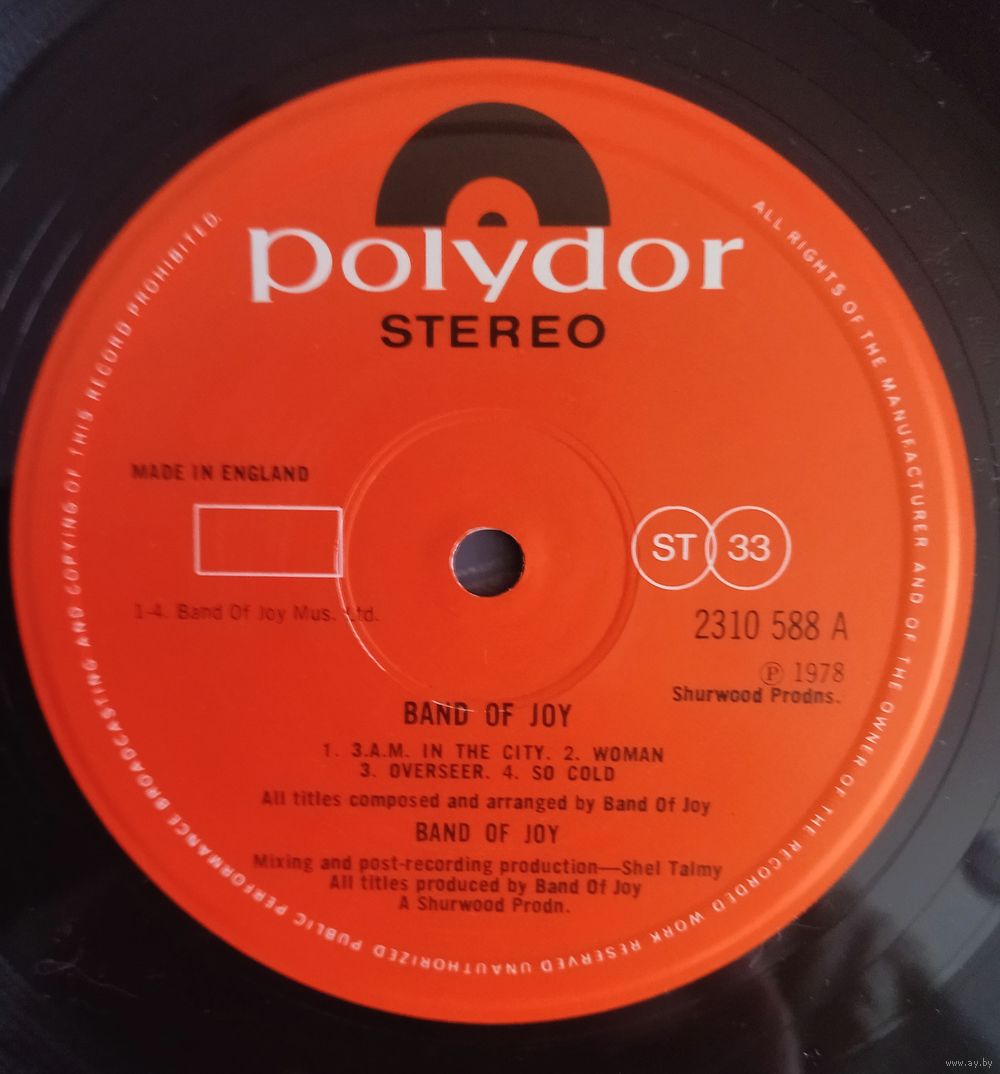 polydor
STEREO
ALL RIGHTS OF THE MANUFACTURER AND OF THE OWNER OF THE RECORDED WORK RESERVED UNAUTHORIZED PUBLIC PERFORMANCE BROADCASTING AND COPYING OF THIS RECORD PROHIBITED.
MADE IN ENGLAND
ST 33
1-4. Band Of Joy Mus. Ltd.
2310 588 A
Ⓟ 1978
Shurwood Prodns.
BAND OF JOY
1. 3.A.M. IN THE CITY. 2. WOMAN
3. OVERSEER. 4. SO COLD
All titles composed and arranged by Band Of Joy
BAND OF JOY
Mixing and post-recording production—Shel Talmy
All titles produced by Band Of Joy
A Shurwood Prodn.
www.ay.by